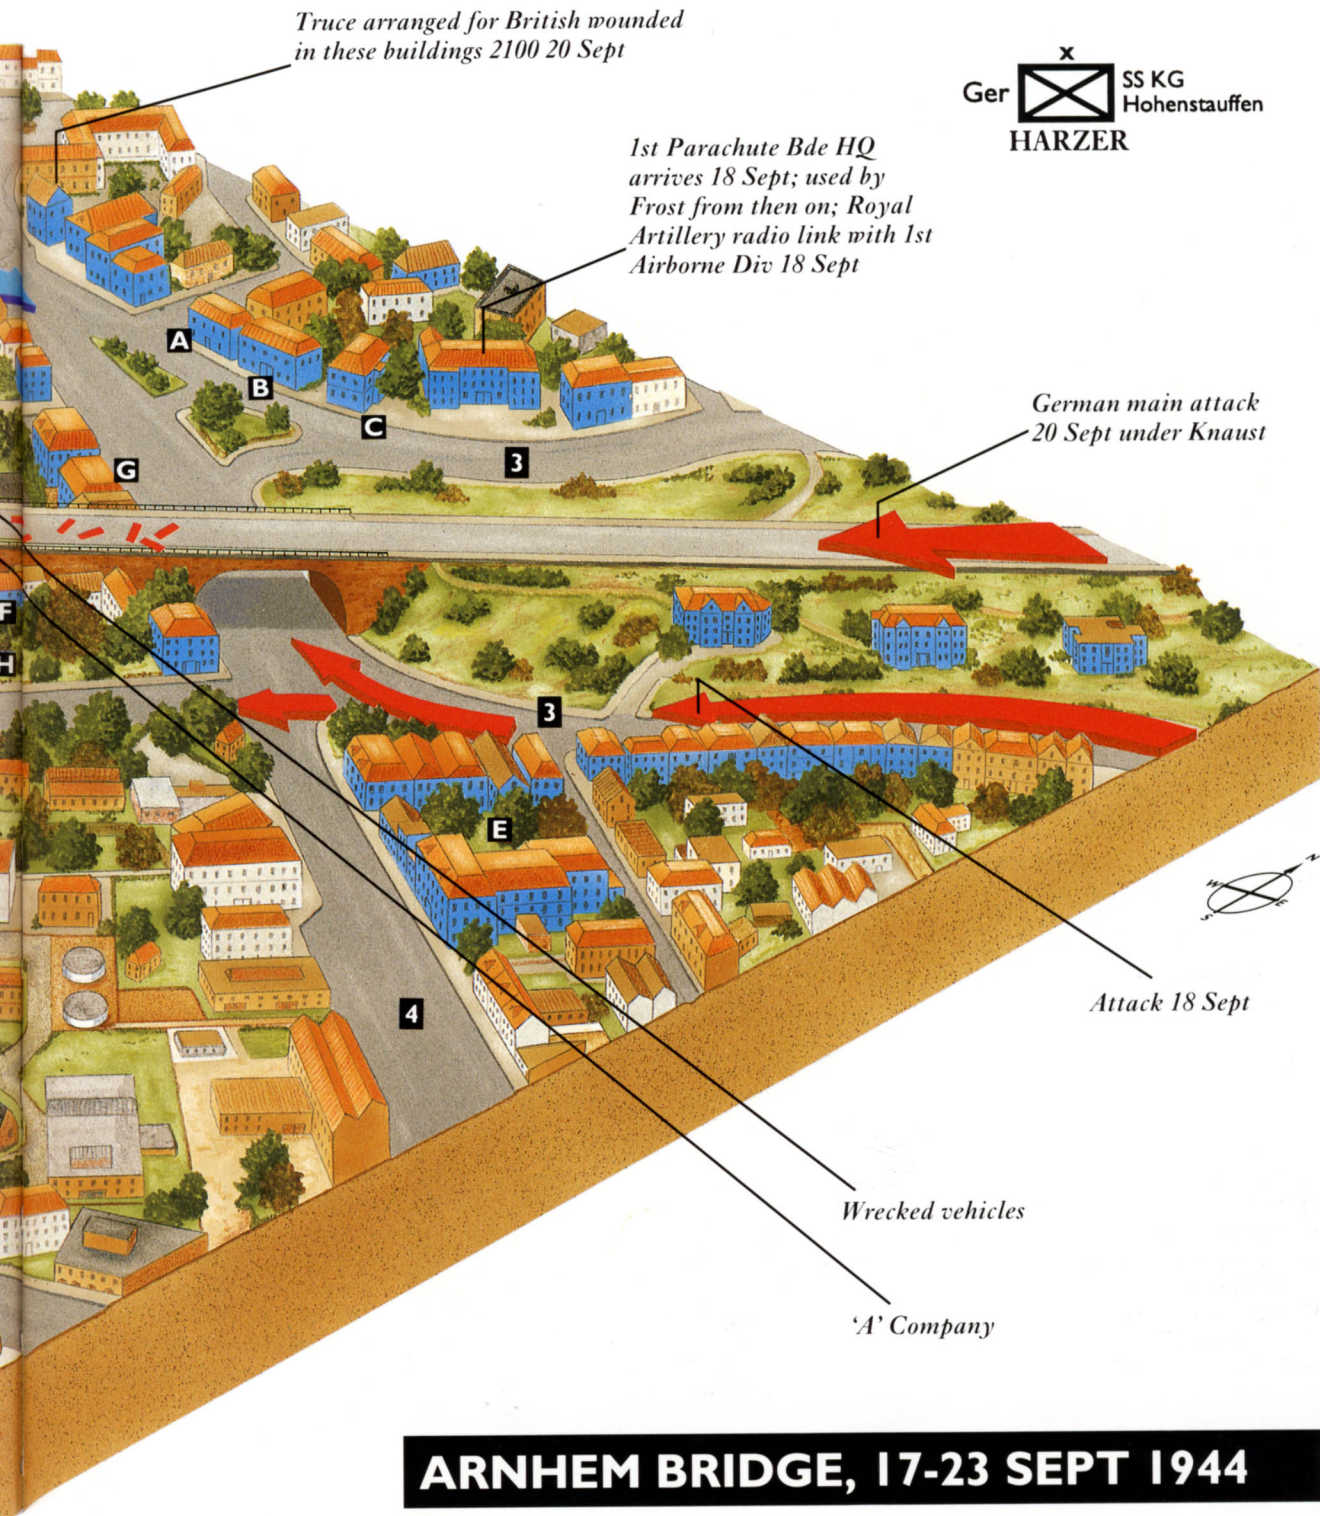 Truce arranged for British wounded
in these buildings 2100 20 Sept
x
Ger
SS KG
Hohenstauffen
HARZER
1st Parachute Bde HQ
arrives 18 Sept; used by
Frost from then on; Royal
Artillery radio link with 1st
Airborne Div 18 Sept
A
B
C
German main attack
20 Sept under Knaust
G
3
F
H
3
E
N
W
E
S
4
Attack 18 Sept
Wrecked vehicles
‘A’ Company
ARNHEM BRIDGE, 17-23 SEPT 1944